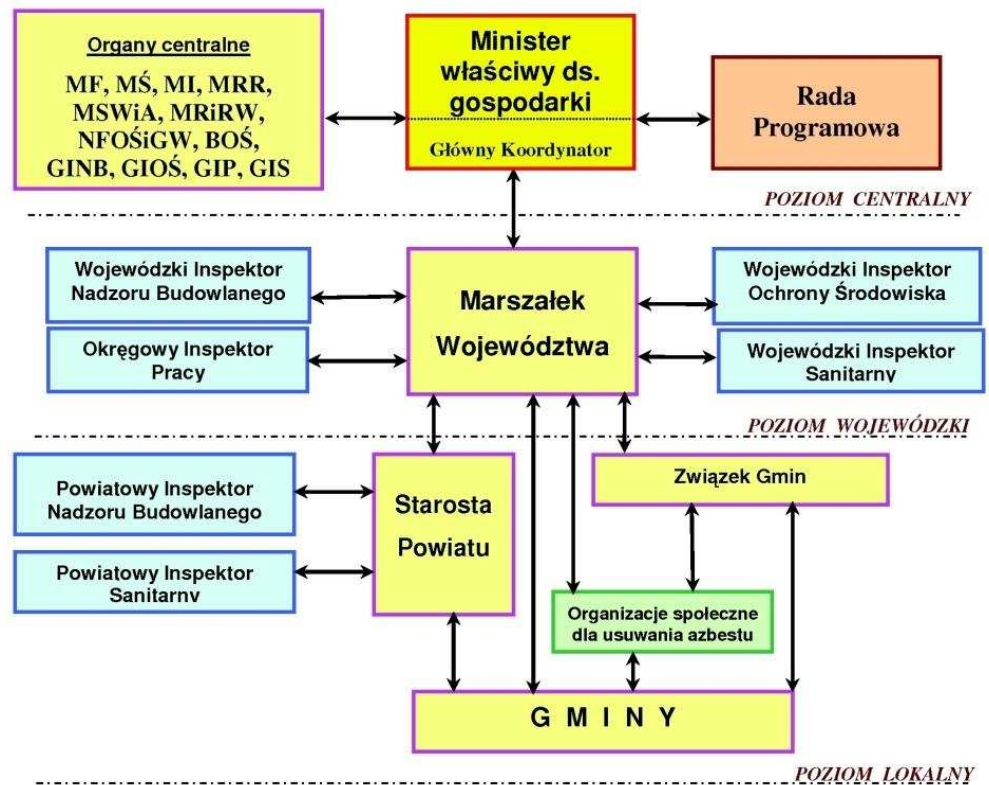 Organy centralne
MF, MŚ, MI, MRR,
MSWiA, MRiRW,
NFOŚiGW, BOŚ,
GINB, GIOŚ, GIP, GIS
Minister
właściwy ds.
gospodarki
Główny Koordynator
Rada
Programowa
POZIOM CENTRALNY
Wojewódzki Inspektor
Nadzoru Budowlanego
Okręgowy Inspektor
Pracy
Marszałek
Województwa
Wojewódzki Inspektor
Ochrony Środowiska
Wojewódzki Inspektor
Sanitarny
POZIOM WOJEWÓDZKI
Powiatowy Inspektor
Nadzoru Budowlanego
Powiatowy Inspektor
Sanitarny
Starosta
Powiatu
Związek Gmin
Organizacje społeczne
dla usuwania azbestu
G M I N Y
POZIOM LOKALNY